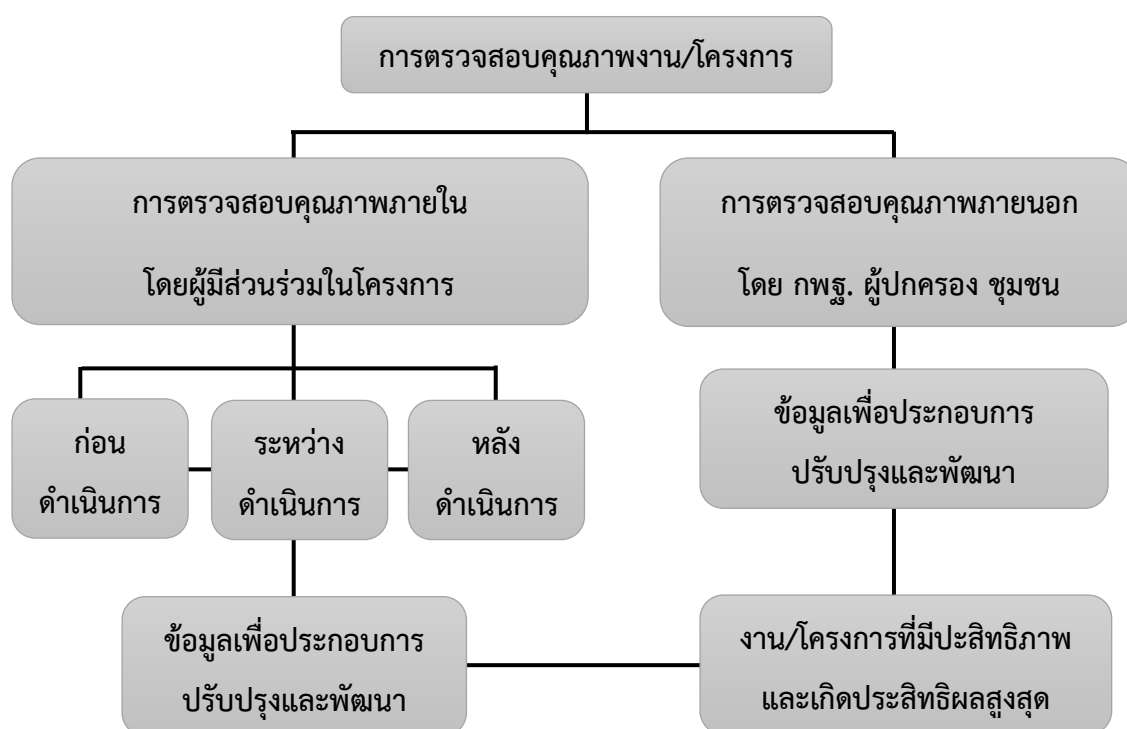 การตรวจสอบคุณภาพงาน/โครงการ
การตรวจสอบคุณภาพภายใน
โดยผู้มีส่วนร่วมในโครงการ
การตรวจสอบคุณภาพภายนอก
โดย กพฐ. ผู้ปกครอง ชุมชน
ก่อน
ดำเนินการ
ระหว่าง
ดำเนินการ
หลัง
ดำเนินการ
ข้อมูลเพื่อประกอบการ
ปรับปรุงและพัฒนา
ข้อมูลเพื่อประกอบการ
ปรับปรุงและพัฒนา
งาน/โครงการที่มีปะสิทธิภาพ
และเกิดประสิทธิผลสูงสุด